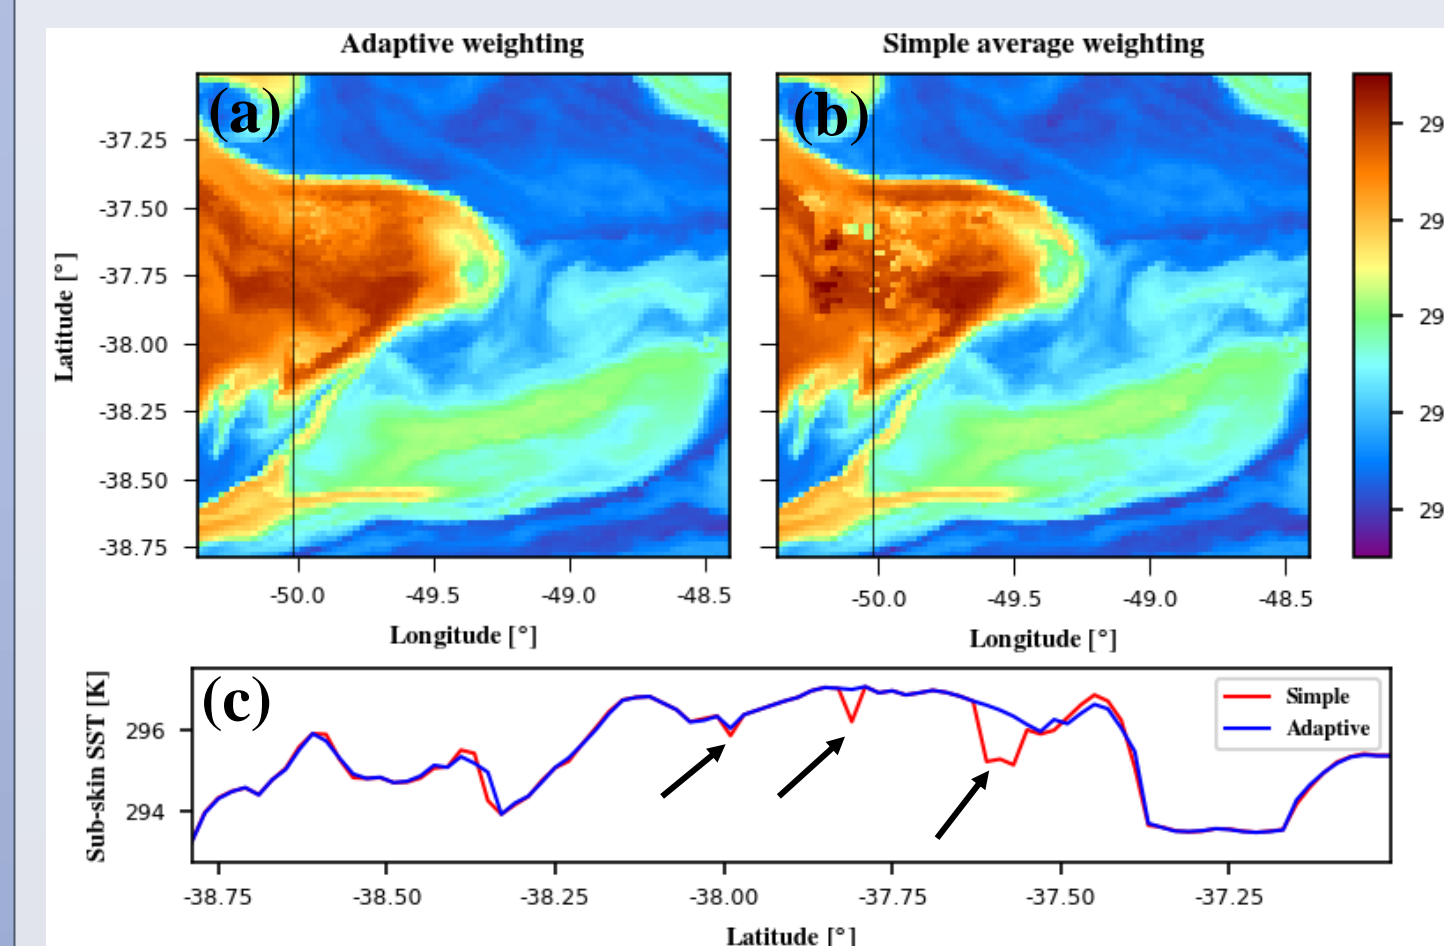 Adaptive weighting
Simple average weighting
(a)
(b)
-37.25
-37.50
-37.75
-38.00
-38.25
-38.50
-38.75
Latitude [°]
-50.0 -49.5 -49.0 -48.5
-50.0 -49.5 -49.0 -48.5
Longitude [°]
Longitude [°]
29
29
29
29
29
(c)
Sub-skin SST [K]
296
294
Simple
Adaptive
-38.75 -38.50 -38.25 -38.00 -37.75 -37.50 -37.25
Latitude [°]